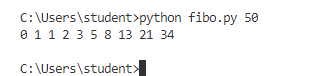 C:\Users\student>python fibo.py 50
0 1 1 2 3 5 8 13 21 34
C:\Users\student>